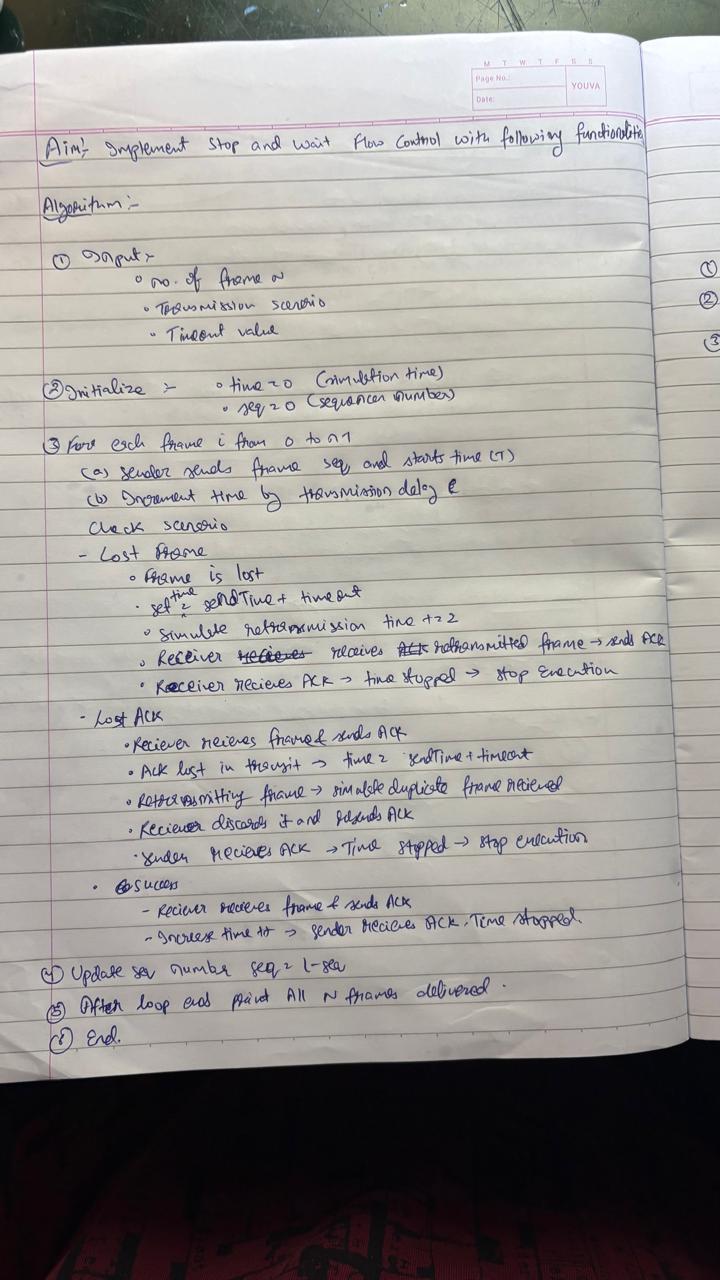 M T W T F S S
Page No.:
YOUVA
Date:
Aim:- Implement stop and wait Flow Control with following functionalitie
Algoritum :-
① Input :-
◦ no. of frame N
• Transmission scenario
• Timeout value
② Initialize :- ◦ time = 0 (simulation time)
• seq = 0 (sequencer number)
③ For each frame i from 0 to n-1
(a) sender sends frame seq and starts time (T)
(b) Increment time by transmission delay
Check scenerio
- Lost frame
◦ Frame is lost
• set time = sendTime + timeout
◦ Simulate retransmission time += 2
◦ Receiver receives retransmitted frame → sends ACK
• Receiver recieves ACK → time stopped → stop Execution
- Lost ACK
• Reciever recieves frame & sends ACK
• Ack lost in transit → time = sendTime + timeout
• Retransmitting frame → simulate duplicate frame recieved
• Reciever discards it and resends ACK
• Sender recieves ACK → Time stopped → stop execution
• Success
- Reciever recieves frame & sends ACK
- Increase time++ → sender recieves ACK. Time stopped.
④ Update seq number seq = 1-seq
⑤ After loop ends print All N frames delivered.
⑥ End.
①
②
③